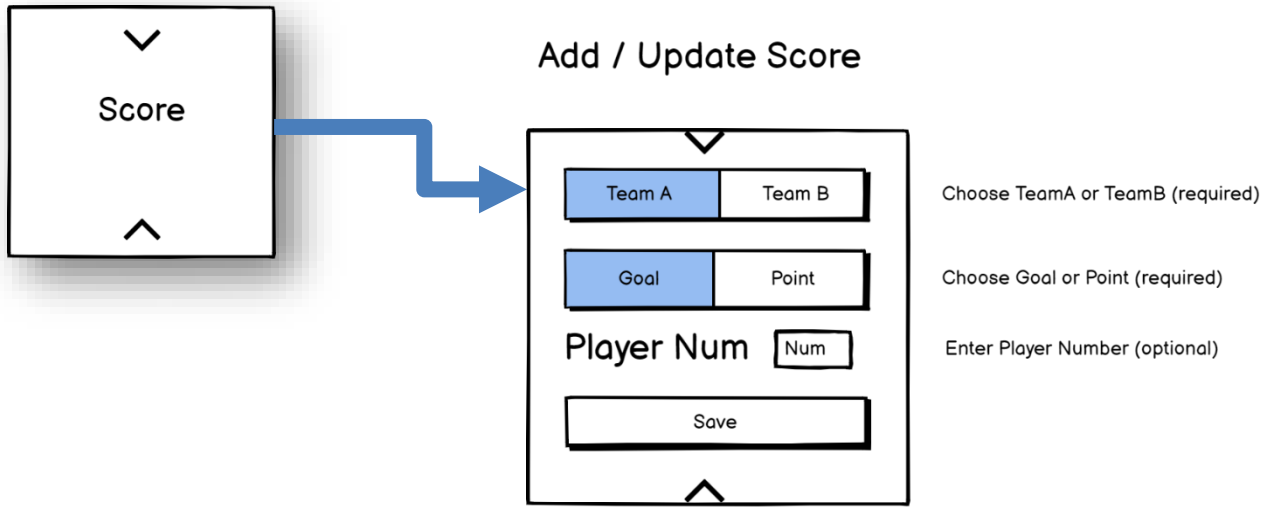 Score
Add / Update Score
Team A
Team B
Choose TeamA or TeamB (required)
Goal
Point
Choose Goal or Point (required)
Player Num
Num
Enter Player Number (optional)
Save